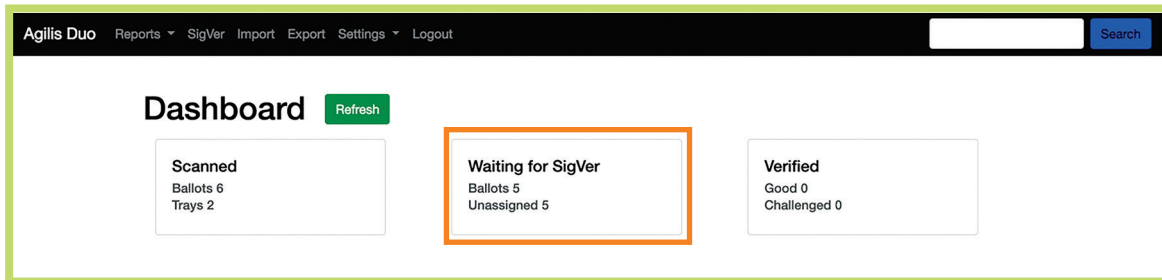 Agilis Duo Reports SigVer Import Export Settings Logout Search
Dashboard Refresh
Scanned
Ballots 6
Trays 2
Waiting for SigVer
Ballots 5
Unassigned 5
Verified
Good 0
Challenged 0